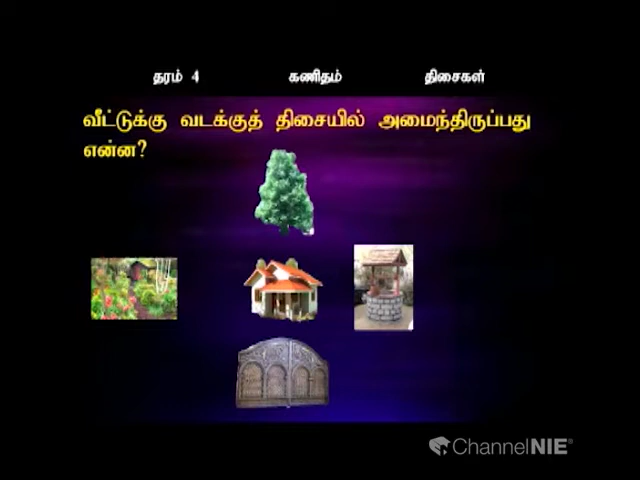 தரம் 4 கணிதம் திசைகள்
வீட்டுக்கு வடக்குத் திசையில் அமைந்திருப்பது
என்ன?
ChannelNIE